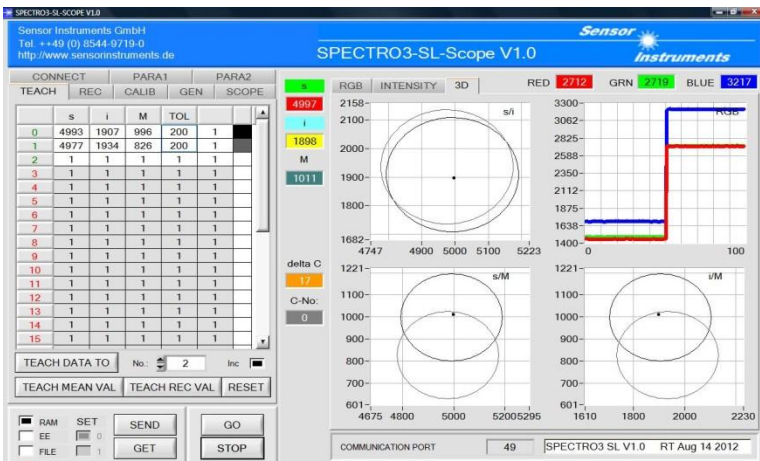 SPECTRO3-SL-SCOPE V1.0
Sensor Instruments GmbH
Tel. ++49 (0) 8544-9719-0
http://www.sensorinstruments.de
SPECTRO3-SL-Scope V1.0
Sensor
Instruments
CONNECT PARA1 PARA2
TEACH REC CALIB GEN SCOPE
s i M TOL
0 4993 1907 996 200 1
1 4977 1934 826 200 1
2 1 1 1 1 1
3 1 1 1 1 1
4 1 1 1 1 1
5 1 1 1 1 1
6 1 1 1 1 1
7 1 1 1 1 1
8 1 1 1 1 1
9 1 1 1 1 1
10 1 1 1 1 1
11 1 1 1 1 1
12 1 1 1 1 1
13 1 1 1 1 1
14 1 1 1 1 1
15 1 1 1 1 1
TEACH DATA TO No.: 2 Inc
TEACH MEAN VAL TEACH REC VAL RESET
RAM SET SEND GO
EE 0
FILE 1 GET STOP
s
4997
i
1898
M
1011
delta C
17
C-No:
0
RGB INTENSITY 3D RED 2712 GRN 2719 BLUE 3217
s/i
2158
2100
2000
1900
1800
1682
4747 4900 5000 5100 5223
RGB
3300
3062
2825
2588
2350
2112
1875
1638
1400
0 100
s/M
1221
1100
1000
900
800
700
601
4675 4800 5000 5200 5295
i/M
1221
1100
1000
900
800
700
601
1610 1800 2000 2230
COMMUNICATION PORT 49 SPECTRO3 SL V1.0 RT Aug 14 2012